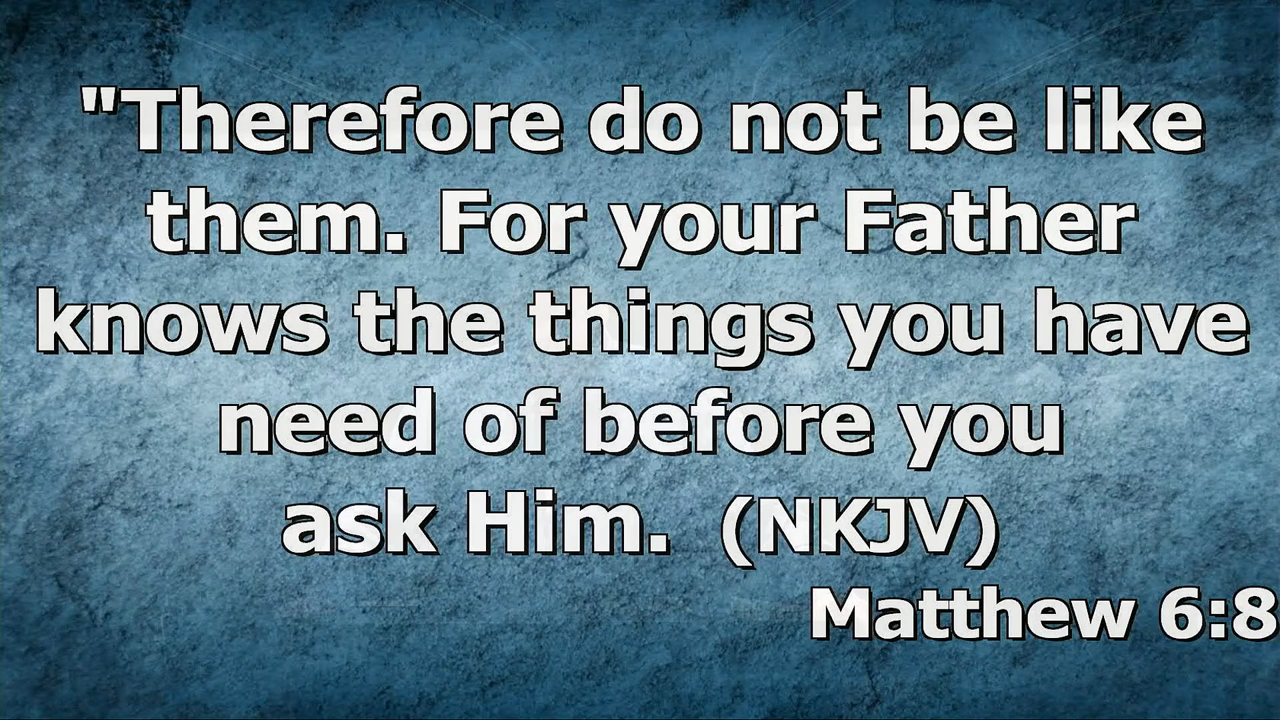 "Therefore do not be like
them. For your Father
knows the things you have
need of before you
ask Him. (NKJV)
Matthew 6:8